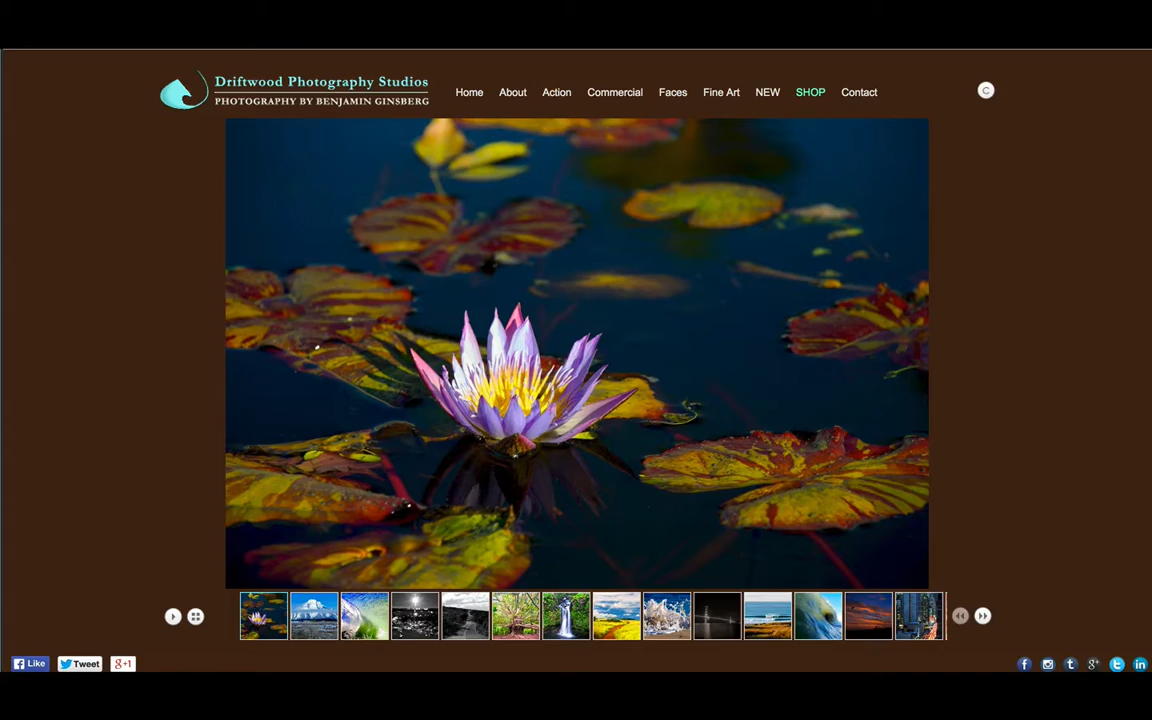 Driftwood Photography Studios
PHOTOGRAPHY BY BENJAMIN GINSBERG
Home About Action Commercial Faces Fine Art NEW SHOP Contact
C
Like Tweet g+1